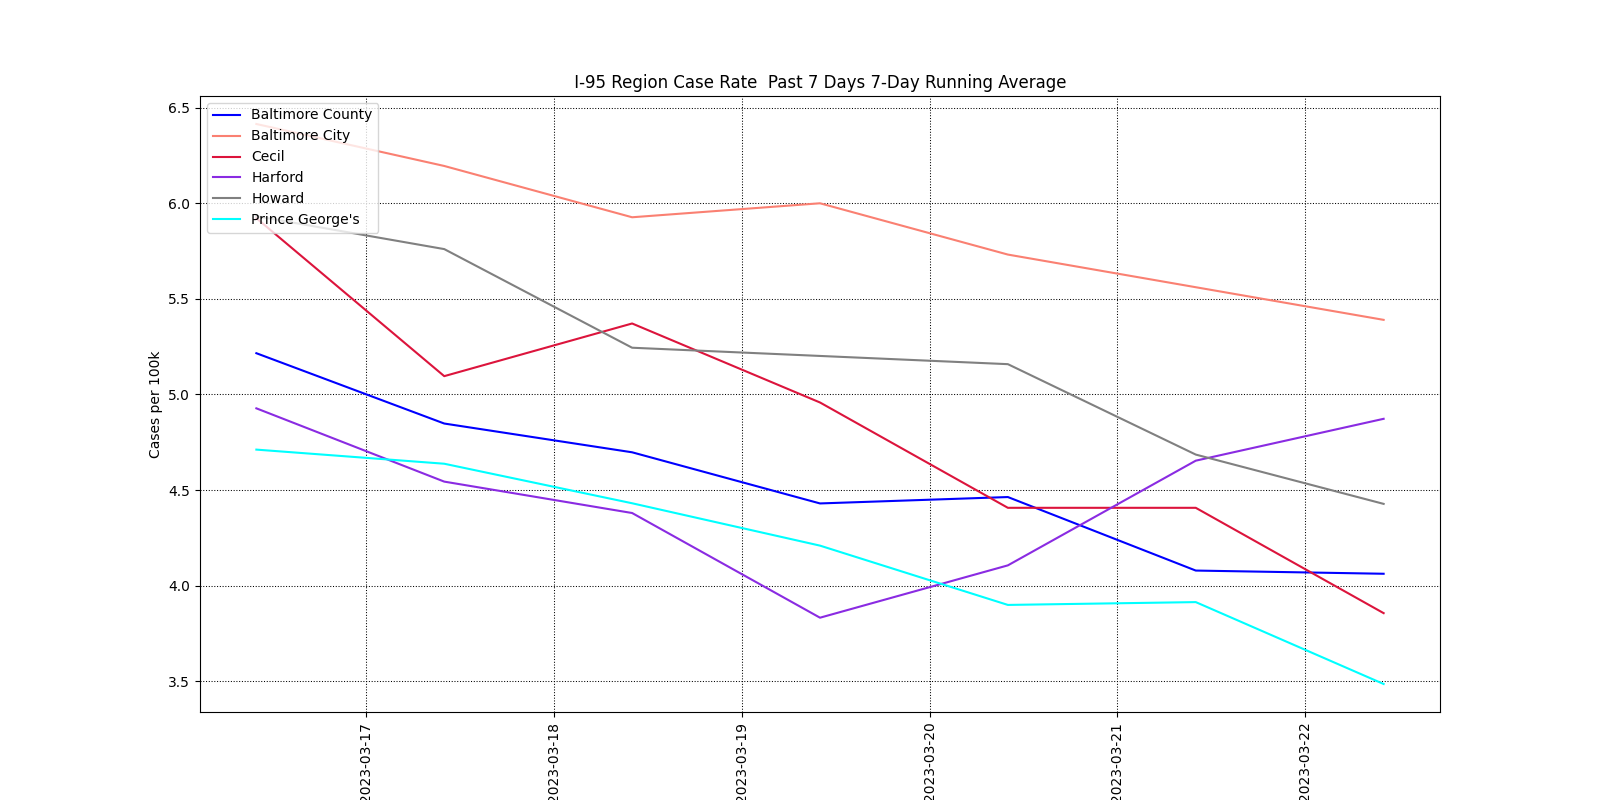 I-95 Region Case Rate  Past 7 Days 7-Day Running Average
Baltimore County
Baltimore City
Cecil
Harford
Howard
Prince George's
Cases per 100k
6.5
6.0
5.5
5.0
4.5
4.0
3.5
2023-03-17
2023-03-18
2023-03-19
2023-03-20
2023-03-21
2023-03-22